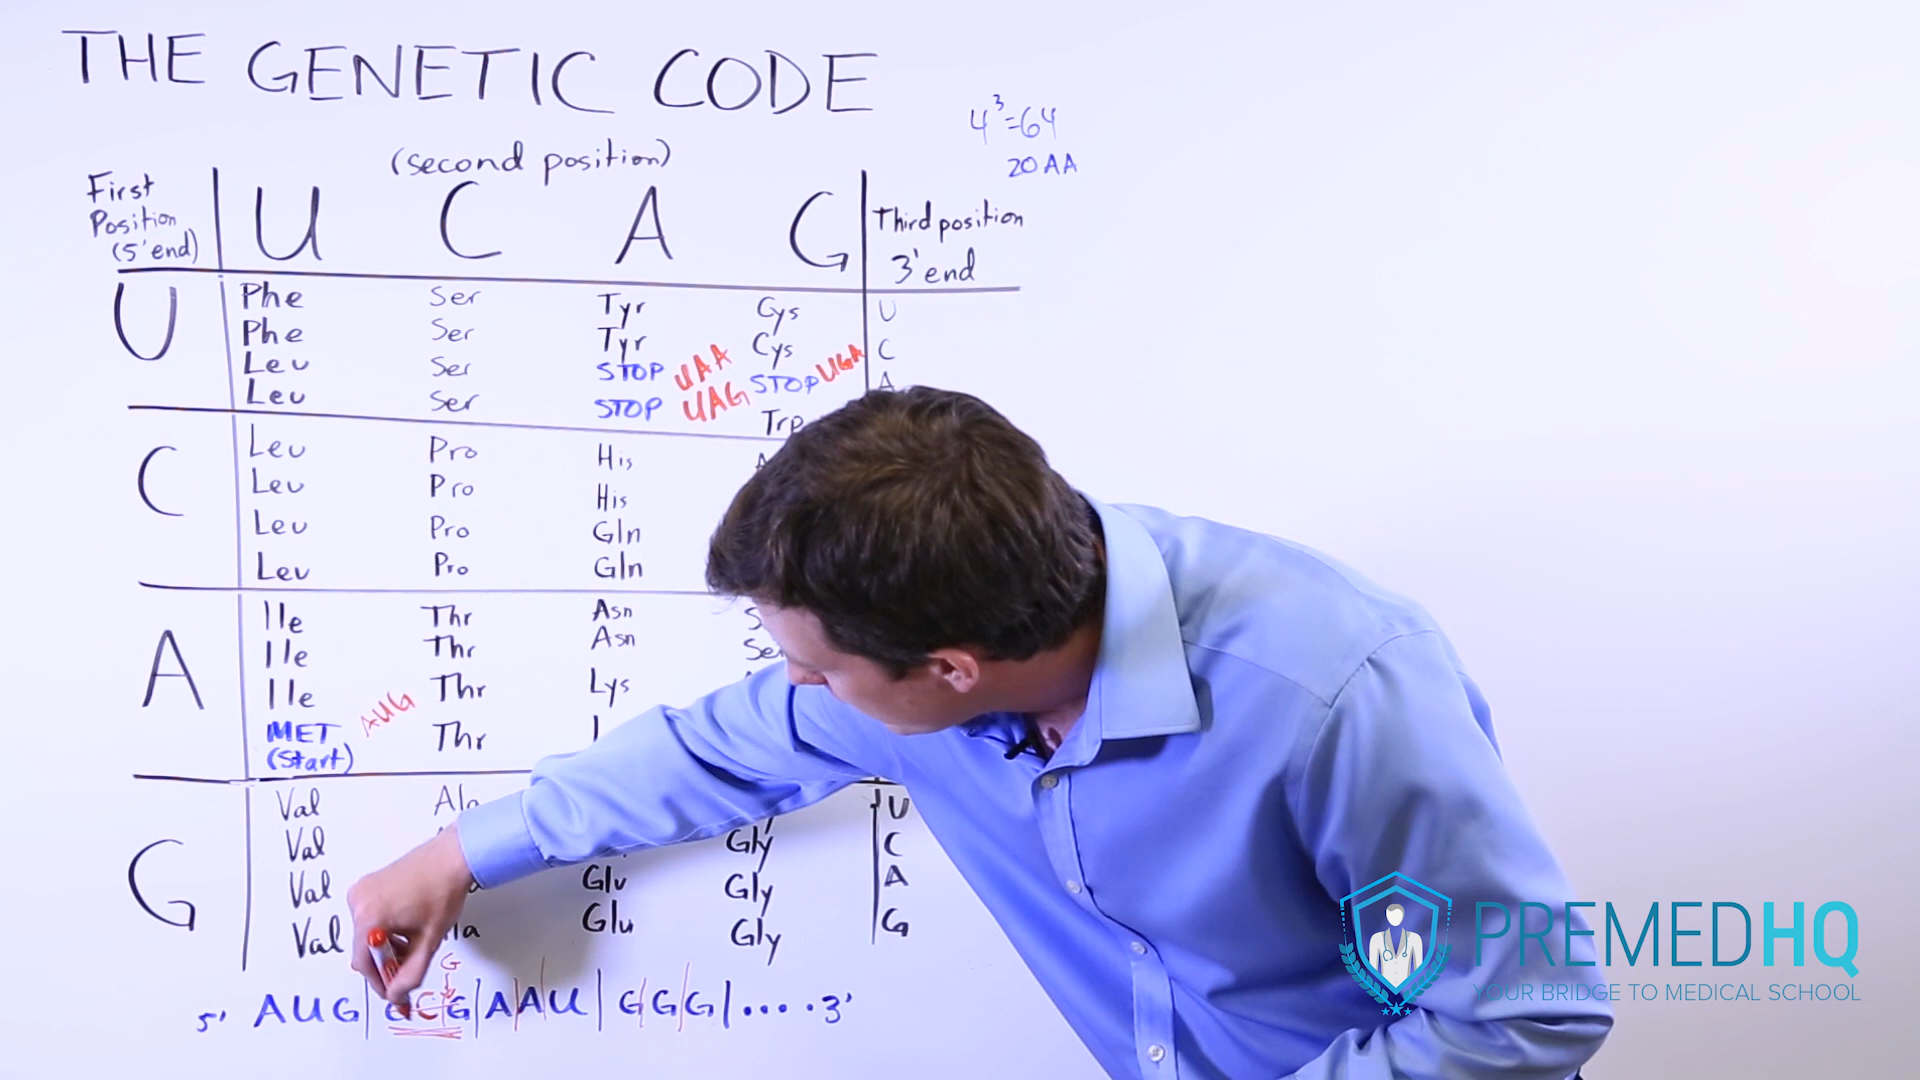 THE GENETIC CODE
4³=64
20 AA
(second position)
First Position (5' end)
U C A G
Third position 3' end
U
Phe Ser Tyr Cys U
Phe Ser Tyr Cys C
Leu Ser STOP UAA STOP UGA A
Leu Ser STOP UAG Trp
C
Leu Pro His
Leu Pro His
Leu Pro Gln
Leu Pro Gln
A
Ile Thr Asn
Ile Thr Asn
Ile Thr Lys
MET (Start) AUG Thr
G
Val Ala U
Val Gly C
Val Glu Gly A
Val Glu Gly G
G
5' AUG| CG|AAU| GGG|....3'
PREMEDHQ
YOUR BRIDGE TO MEDICAL SCHOOL